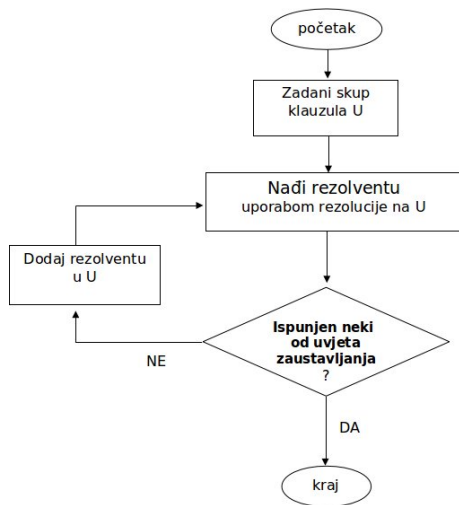 početak
Zadani skup
klauzula U
Nađi rezolventu
uporabom rezolucije na U
Dodaj rezolventu
u U
Ispunjen neki
od uvjeta
zaustavljanja
?
NE
DA
kraj